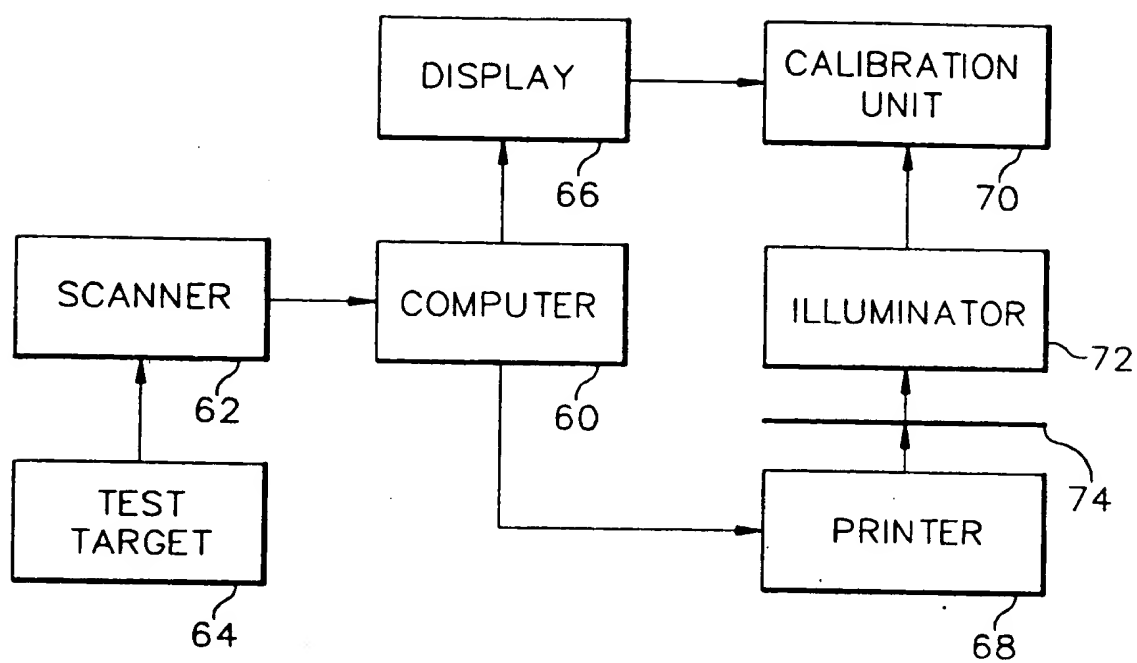 DISPLAY
66
CALIBRATION
UNIT
70
SCANNER
62
COMPUTER
60
ILLUMINATOR
72
74
TEST
TARGET
64
PRINTER
68